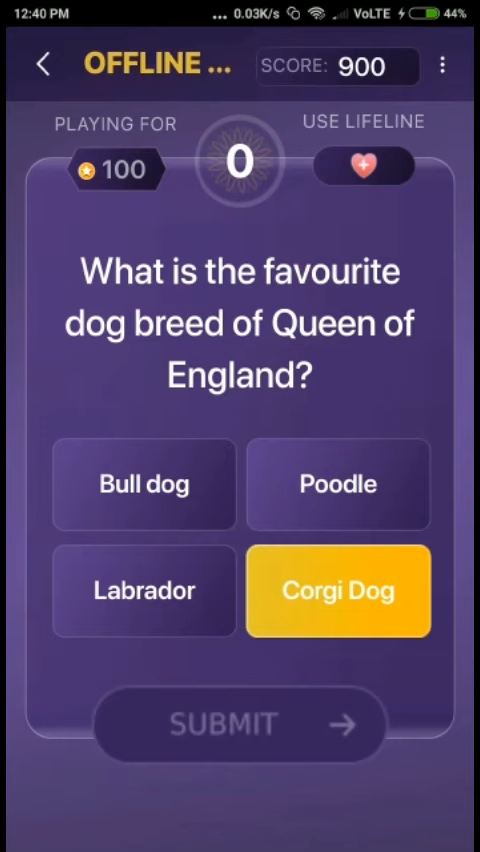 12:40 PM ... 0.03K/s VoLTE 44%
OFFLINE ... SCORE: 900
PLAYING FOR USE LIFELINE
100 0
What is the favourite
dog breed of Queen of
England?
Bull dog Poodle
Labrador Corgi Dog
SUBMIT